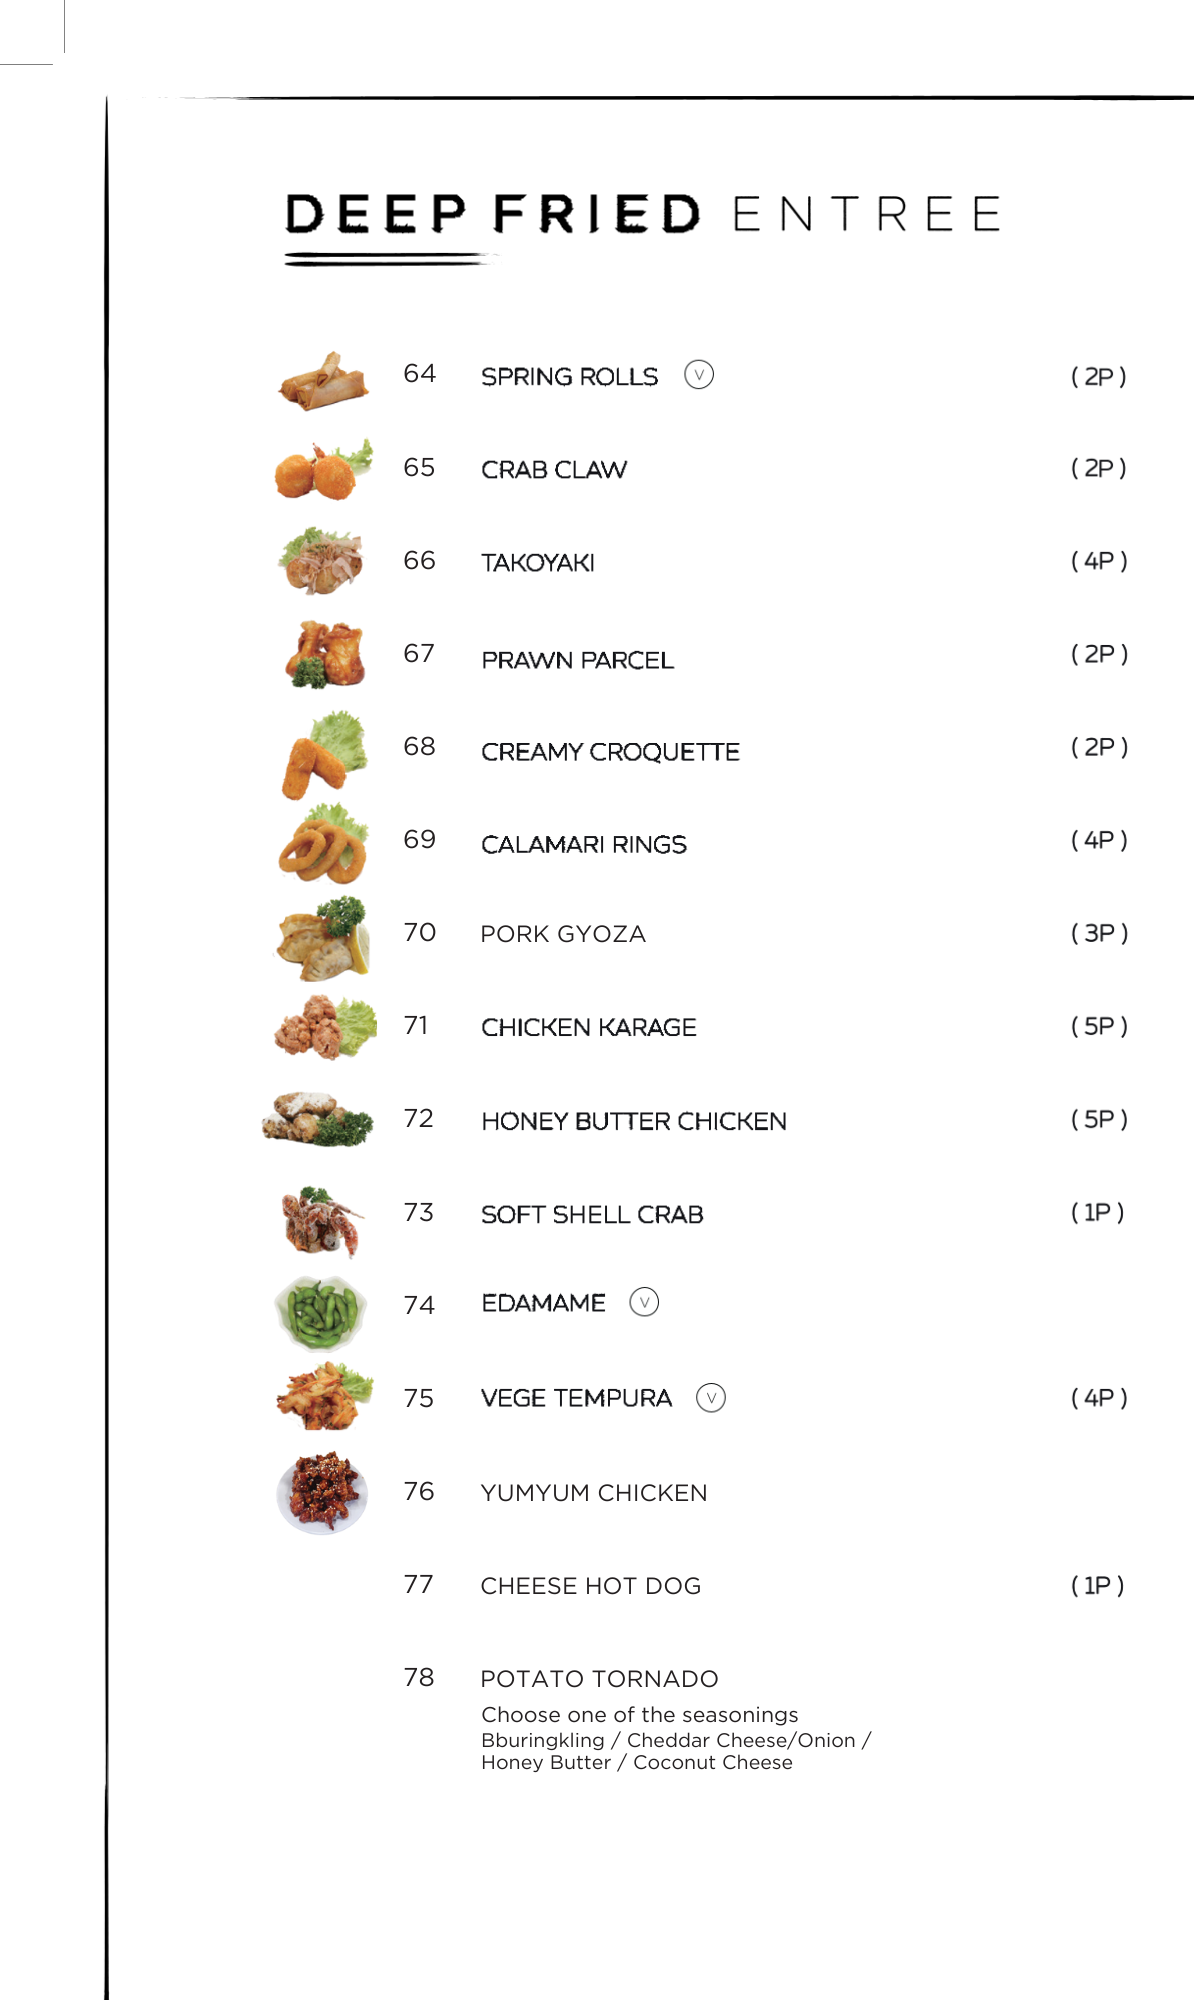 DEEP FRIED ENTREE
64 SPRING ROLLS V ( 2P )
65 CRAB CLAW ( 2P )
66 TAKOYAKI ( 4P )
67 PRAWN PARCEL ( 2P )
68 CREAMY CROQUETTE ( 2P )
69 CALAMARI RINGS ( 4P )
70 PORK GYOZA ( 3P )
71 CHICKEN KARAGE ( 5P )
72 HONEY BUTTER CHICKEN ( 5P )
73 SOFT SHELL CRAB ( 1P )
74 EDAMAME V
75 VEGE TEMPURA V ( 4P )
76 YUMYUM CHICKEN
77 CHEESE HOT DOG ( 1P )
78 POTATO TORNADO
Choose one of the seasonings
Bburingkling / Cheddar Cheese/Onion /
Honey Butter / Coconut Cheese